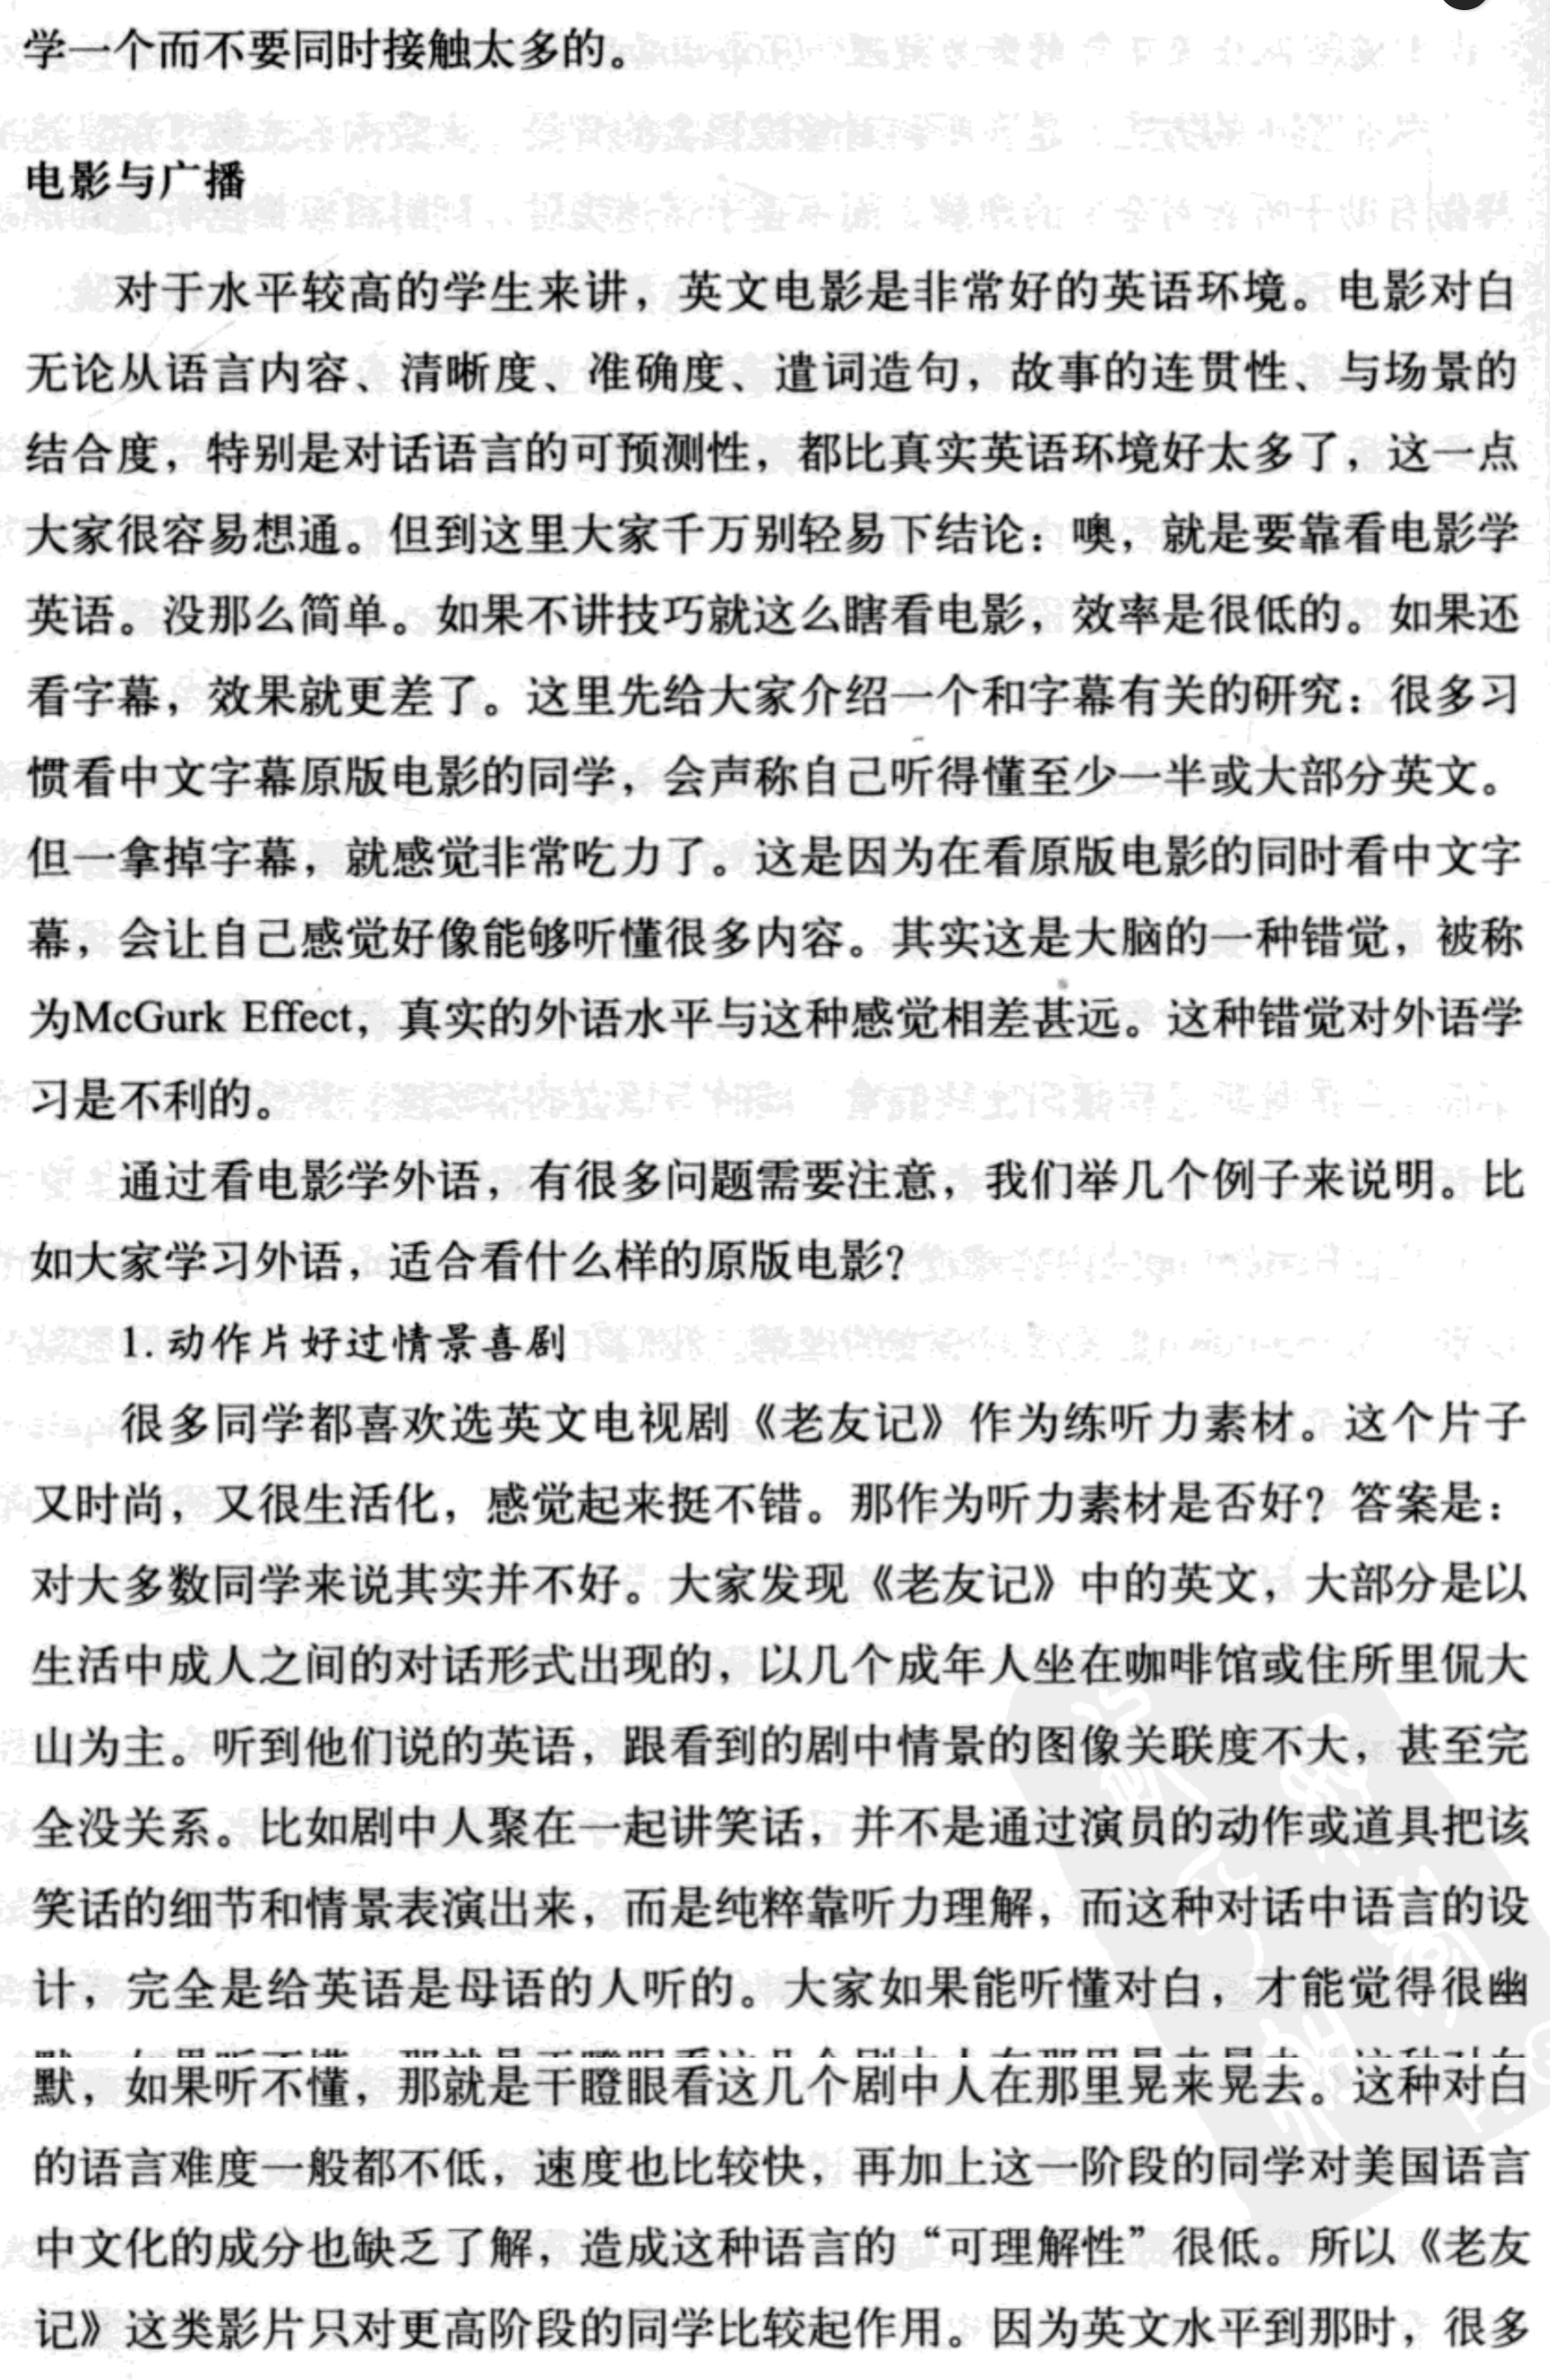 学一个而不要同时接触太多的。
电影与广播
对于水平较高的学生来讲，英文电影是非常好的英语环境。电影对白
无论从语言内容、清晰度、准确度、遣词造句，故事的连贯性、与场景的
结合度，特别是对话语言的可预测性，都比真实英语环境好太多了，这一点
大家很容易想通。但到这里大家千万别轻易下结论：噢，就是要靠看电影学
英语。没那么简单。如果不讲技巧就这么瞎看电影，效率是很低的。如果还
看字幕，效果就更差了。这里先给大家介绍一个和字幕有关的研究：很多习
惯看中文字幕原版电影的同学，会声称自己听得懂至少一半或大部分英文。
但一拿掉字幕，就感觉非常吃力了。这是因为在看原版电影的同时看中文字
幕，会让自己感觉好像能够听懂很多内容。其实这是大脑的一种错觉，被称
为McGurk Effect，真实的外语水平与这种感觉相差甚远。这种错觉对外语学
习是不利的。
通过看电影学外语，有很多问题需要注意，我们举几个例子来说明。比
如大家学习外语，适合看什么样的原版电影？
1. 动作片好过情景喜剧
很多同学都喜欢选英文电视剧《老友记》作为练听力素材。这个片子
又时尚，又很生活化，感觉起来挺不错。那作为听力素材是否好？答案是：
对大多数同学来说其实并不好。大家发现《老友记》中的英文，大部分是以
生活中成人之间的对话形式出现的，以几个成年人坐在咖啡馆或住所里侃大
山为主。听到他们说的英语，跟看到的剧中情景的图像关联度不大，甚至完
全没关系。比如剧中人聚在一起讲笑话，并不是通过演员的动作或道具把该
笑话的细节和情景表演出来，而是纯粹靠听力理解，而这种对话中语言的设
计，完全是给英语是母语的人听的。大家如果能听懂对白，才能觉得很幽
默，如果听不懂，那就是干瞪眼看这几个剧中人在那里晃来晃去。这种对白
的语言难度一般都不低，速度也比较快，再加上这一阶段的同学对美国语言
中文化的成分也缺乏了解，造成这种语言的“可理解性”很低。所以《老友
记》这类影片只对更高阶段的同学比较起作用。因为英文水平到那时，很多